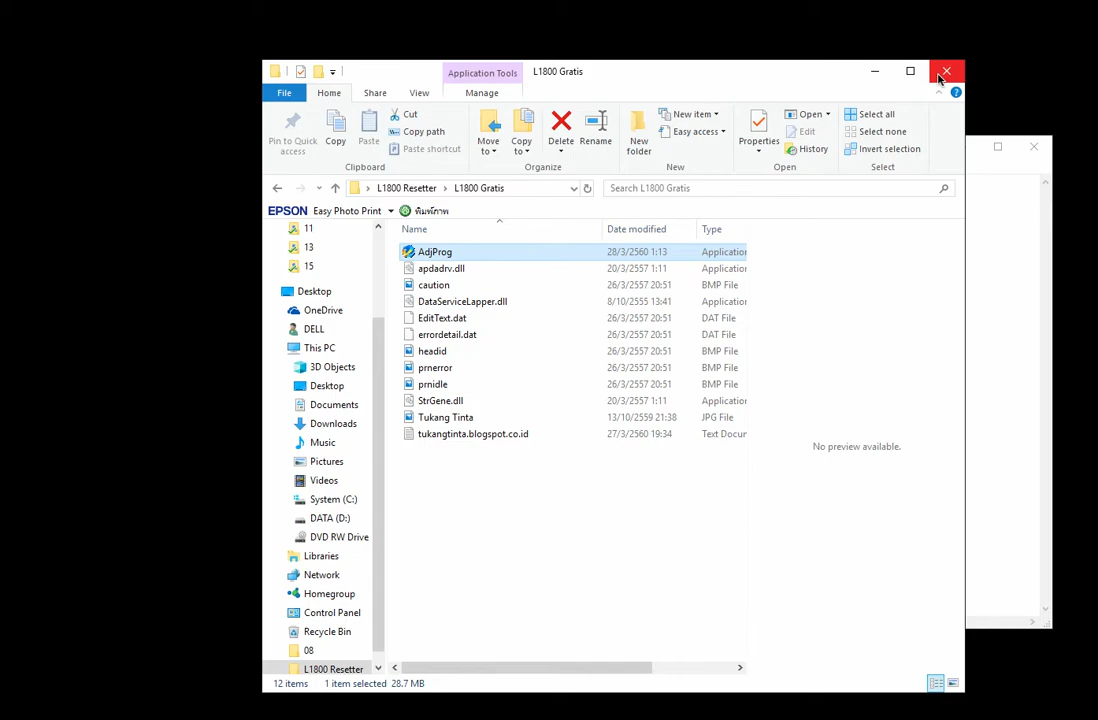 Application Tools L1800 Gratis
File Home Share View Manage
Pin to Quick access Copy Paste Cut Copy path Paste shortcut Clipboard
Move to Copy to Delete Rename Organize
New folder New item Easy access New
Properties Open Edit History Open
Select all Select none Invert selection Select
L1800 Resetter L1800 Gratis Search L1800 Gratis
EPSON Easy Photo Print พิมพ์ภาพ
11
13
15
Desktop
OneDrive
DELL
This PC
3D Objects
Desktop
Documents
Downloads
Music
Pictures
Videos
System (C:)
DATA (D:)
DVD RW Drive
Libraries
Network
Homegroup
Control Panel
Recycle Bin
08
L1800 Resetter
Name Date modified Type
AdjProg 28/3/2560 1:13 Application
apdadrv.dll 20/3/2557 1:11 Application
caution 26/3/2557 20:51 BMP File
DataServiceLapper.dll 8/10/2555 13:41 Application
EditText.dat 26/3/2557 20:51 DAT File
errordetail.dat 26/3/2557 20:51 DAT File
headid 26/3/2557 20:51 BMP File
prnerror 26/3/2557 20:51 BMP File
prnidle 26/3/2557 20:51 BMP File
StrGene.dll 20/3/2557 1:11 Application
Tukang Tinta 13/10/2559 21:38 JPG File
tukangtinta.blogspot.co.id 27/3/2560 19:34 Text Docum
No preview available.
12 items 1 item selected 28.7 MB